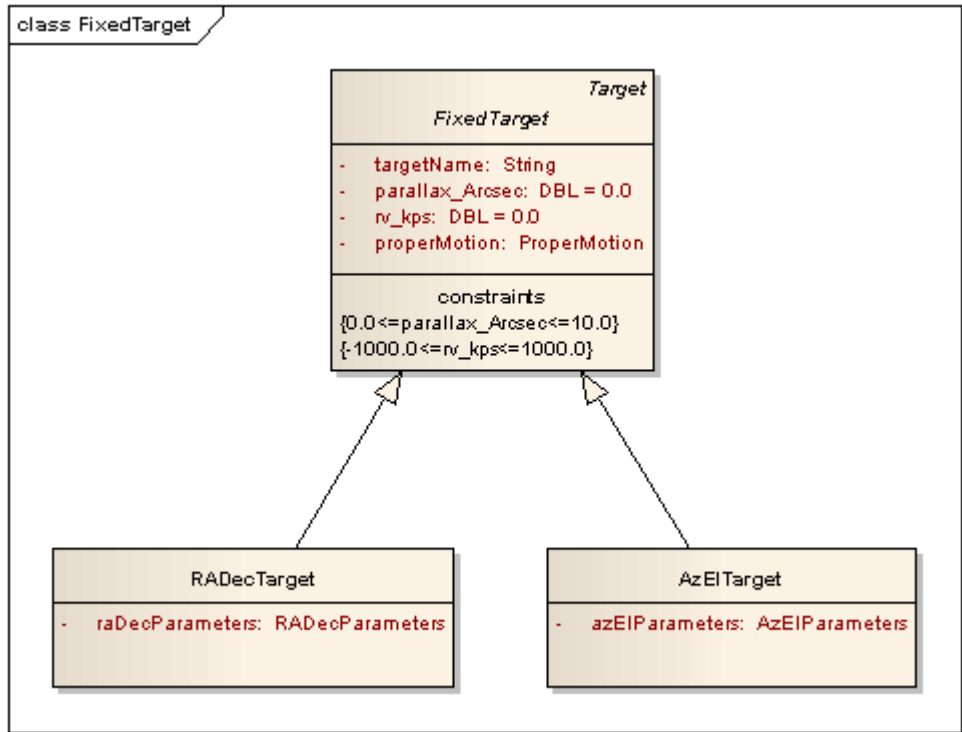 class FixedTarget
Target
FixedTarget
- targetName: String
- parallax_Arcsec: DBL = 0.0
- rv_kps: DBL = 0.0
- properMotion: ProperMotion
constraints
{0.0<=parallax_Arcsec<=10.0}
{-1000.0<=rv_kps<=1000.0}
RADecTarget
- raDecParameters: RADecParameters
AzElTarget
- azElParameters: AzElParameters